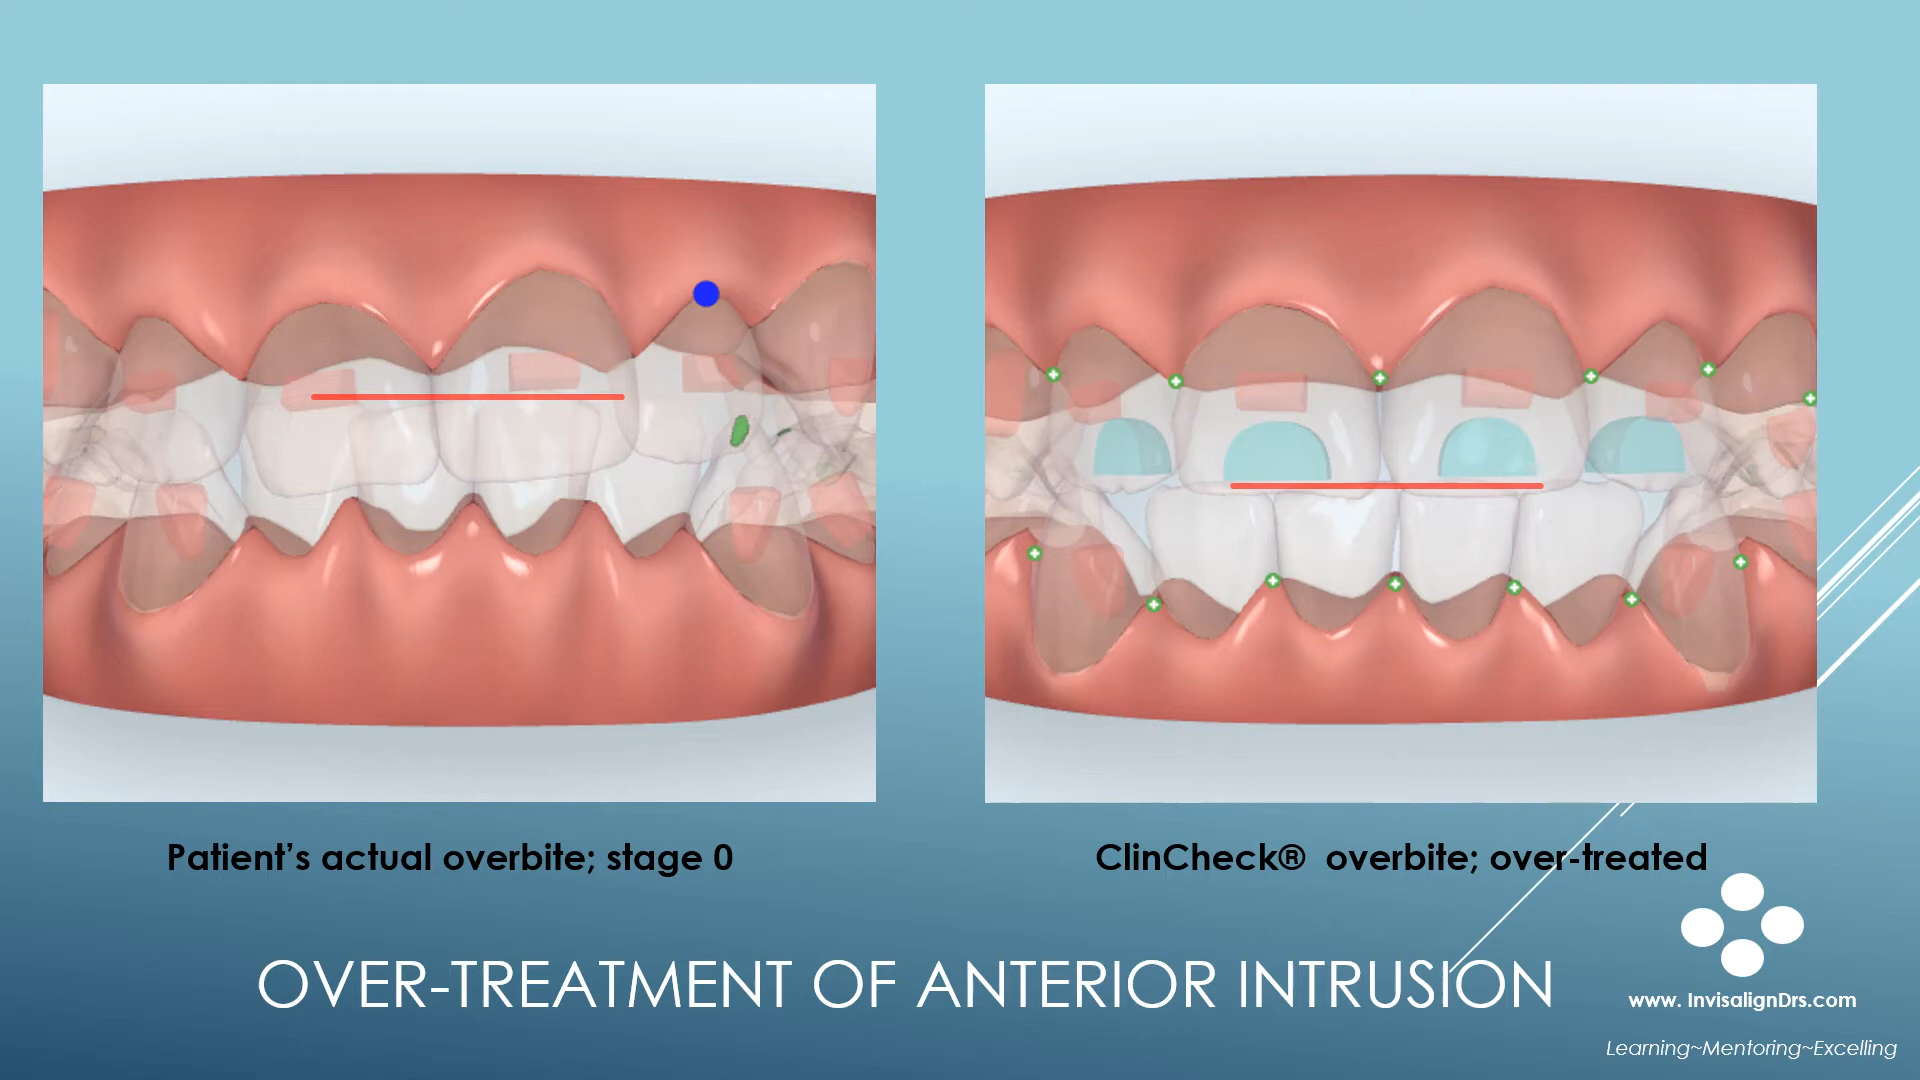 Patient’s actual overbite; stage 0
ClinCheck®  overbite; over-treated
OVER-TREATMENT OF ANTERIOR INTRUSION
www. InvisalignDrs.com
Learning~Mentoring~Excelling